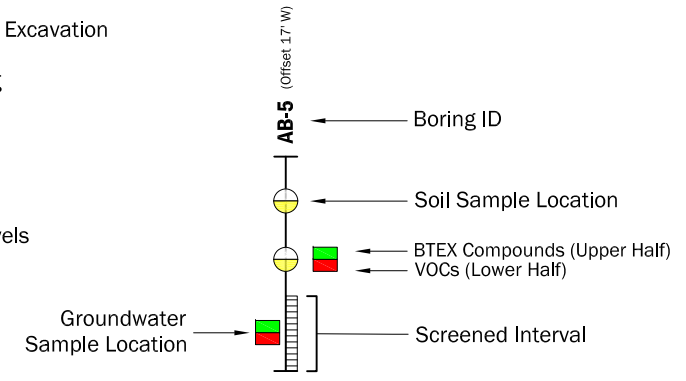 Excavation
(Offset 17' W)
AB-5
Boring ID
Soil Sample Location
BTEX Compounds (Upper Half)
VOCs (Lower Half)
Groundwater
Sample Location
Screened Interval